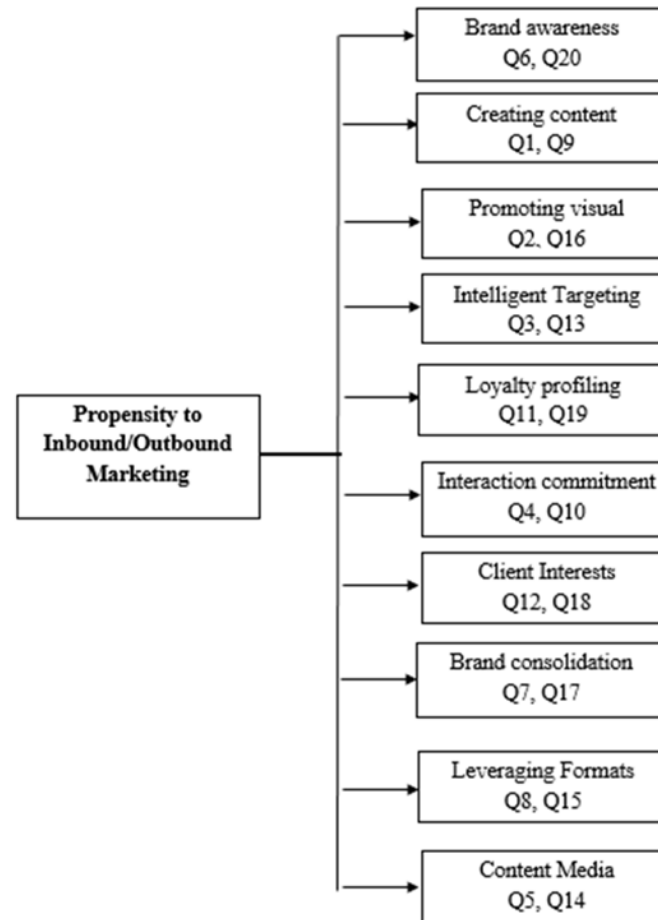 Brand awareness
Q6, Q20
Creating content
Q1, Q9
Promoting visual
Q2, Q16
Intelligent Targeting
Q3, Q13
Loyalty profiling
Q11, Q19
Propensity to
Inbound/Outbound
Marketing
Interaction commitment
Q4, Q10
Client Interests
Q12, Q18
Brand consolidation
Q7, Q17
Leveraging Formats
Q8, Q15
Content Media
Q5, Q14